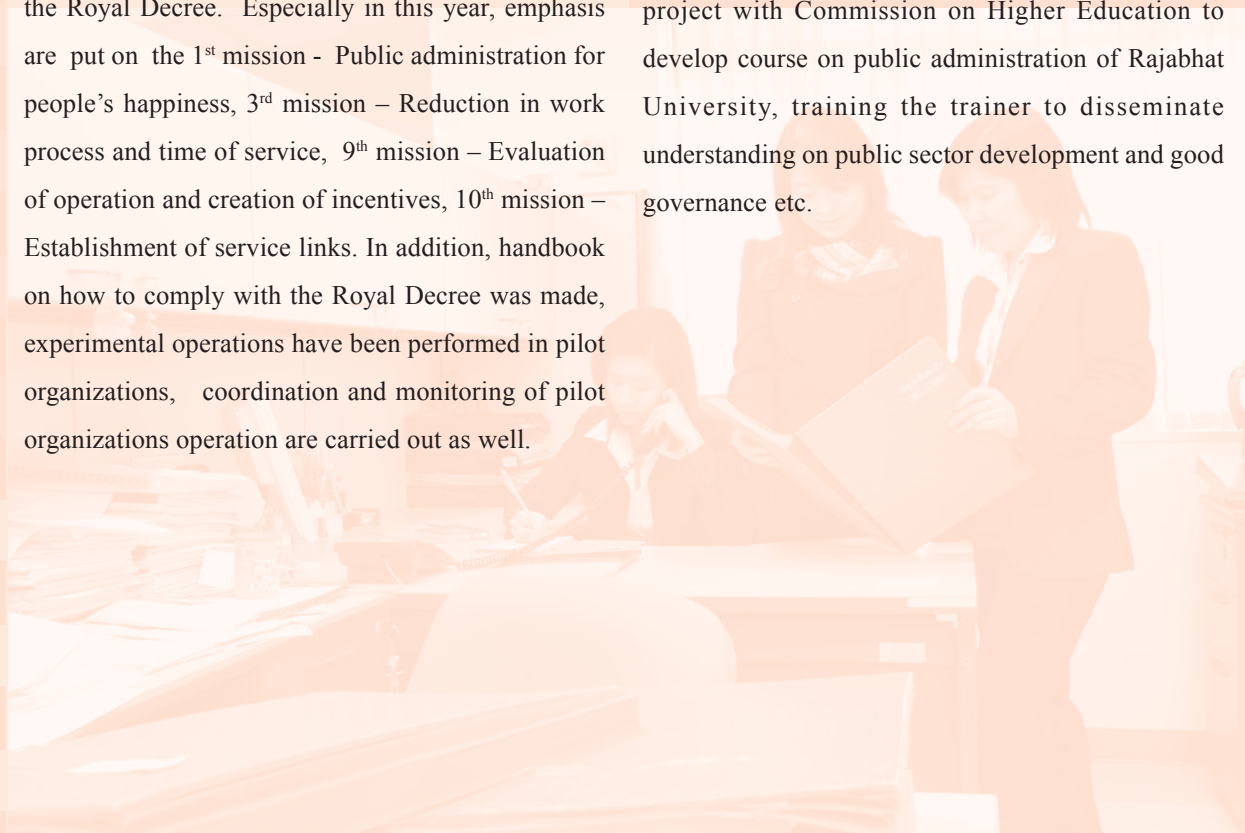 the Royal Decree. Especially in this year, emphasis
are put on the 1st mission - Public administration for
people's happiness, 3rd mission – Reduction in work
process and time of service, 9th mission – Evaluation
of operation and creation of incentives, 10th mission –
Establishment of service links. In addition, handbook
on how to comply with the Royal Decree was made,
experimental operations have been performed in pilot
organizations, coordination and monitoring of pilot
organizations operation are carried out as well.
project with Commission on Higher Education to
develop course on public administration of Rajabhat
University, training the trainer to disseminate
understanding on public sector development and good
governance etc.